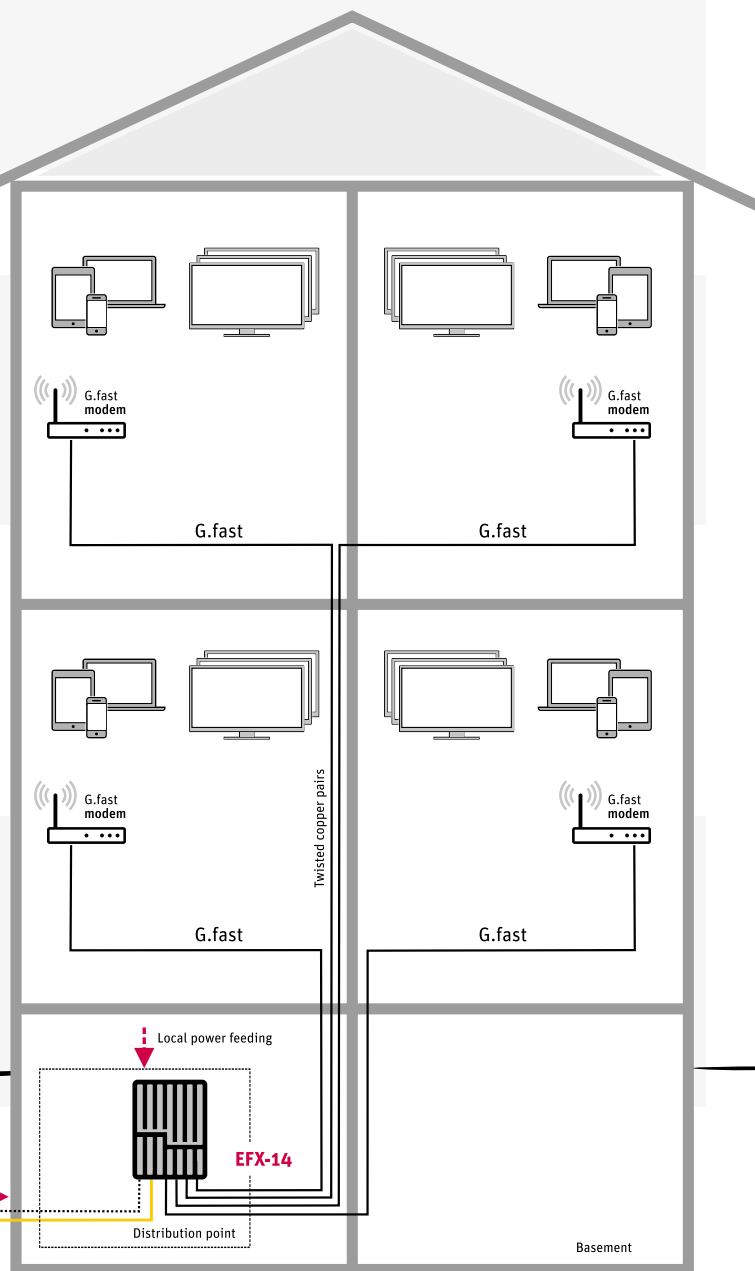 G.fast
modem
G.fast
modem
G.fast
G.fast
Twisted copper pairs
G.fast
modem
G.fast
modem
G.fast
G.fast
Local power feeding
EFX-14
Distribution point
Basement